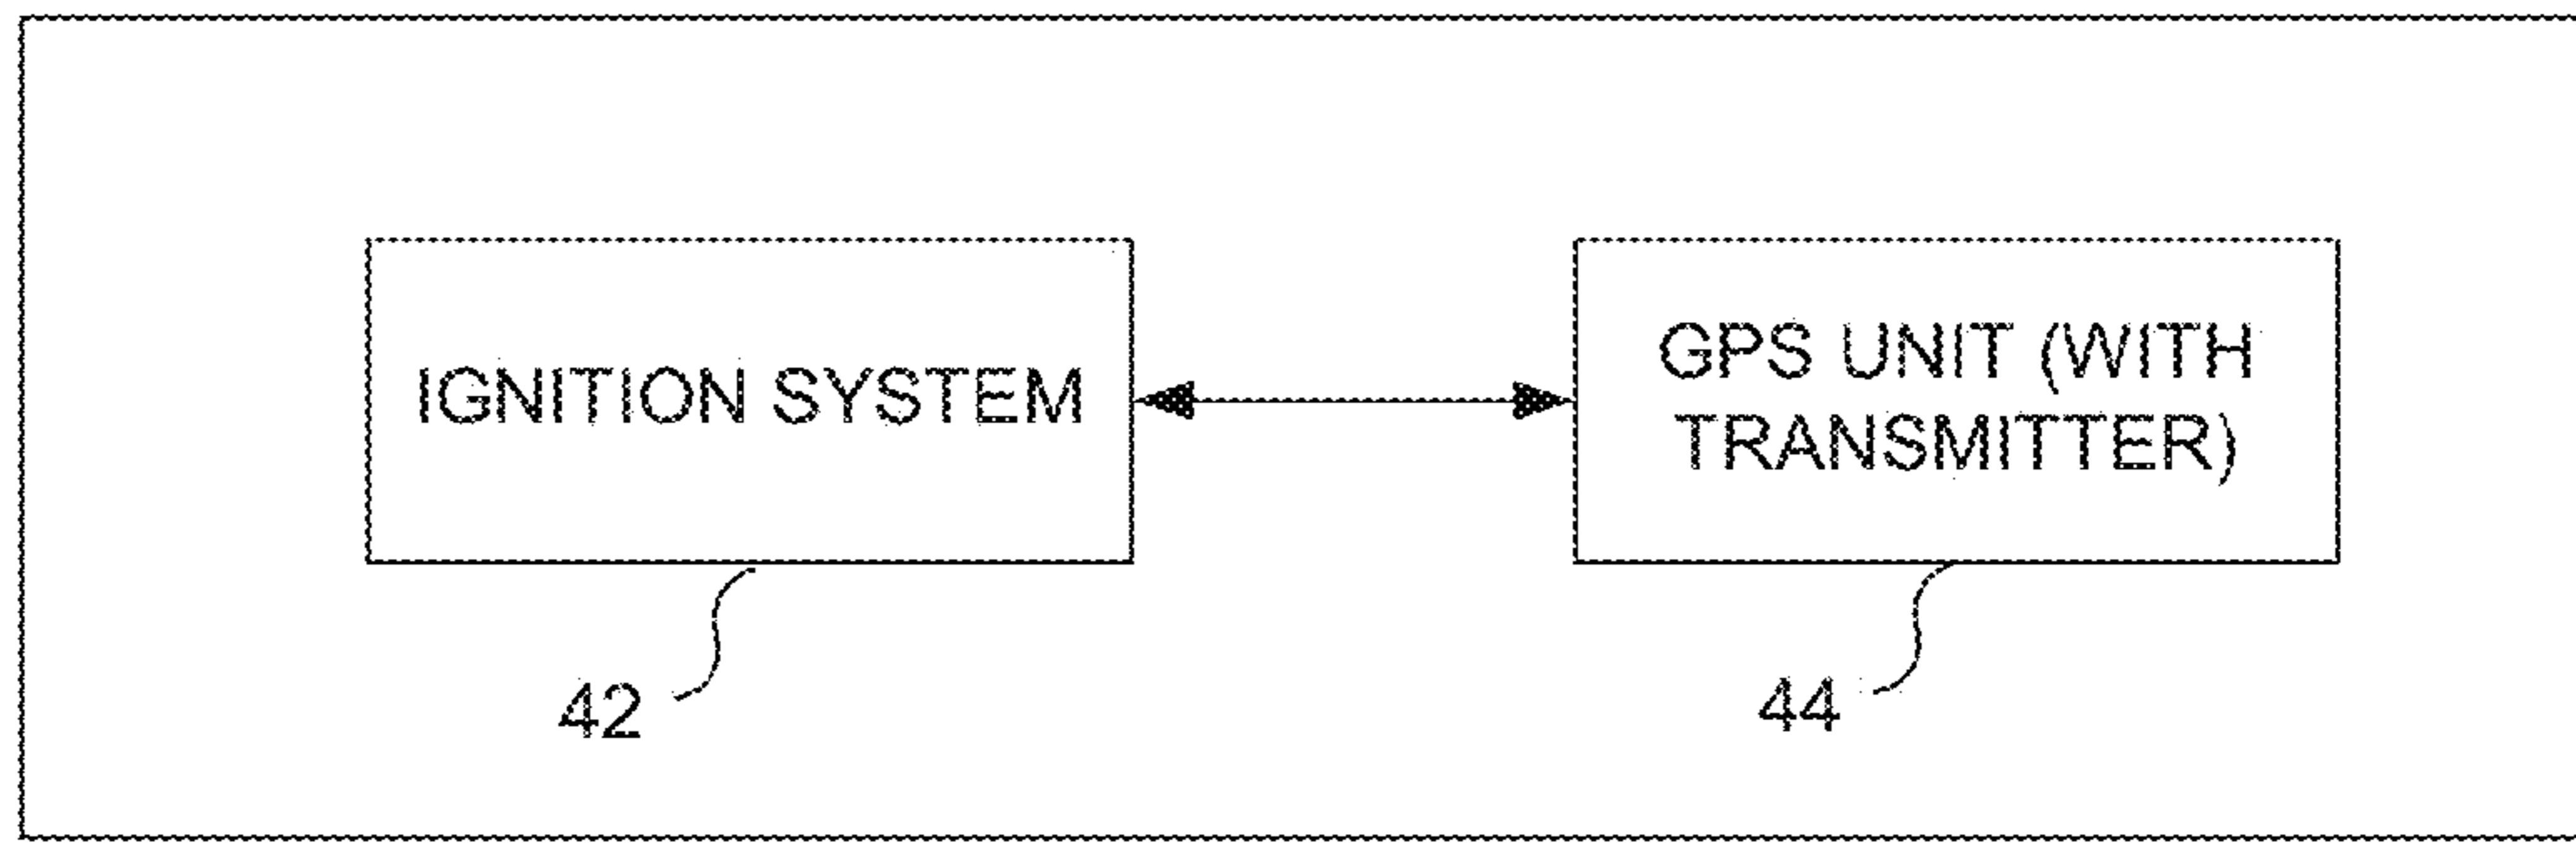 IGNITION SYSTEM
GPS UNIT (WITH
TRANSMITTER)
42
44